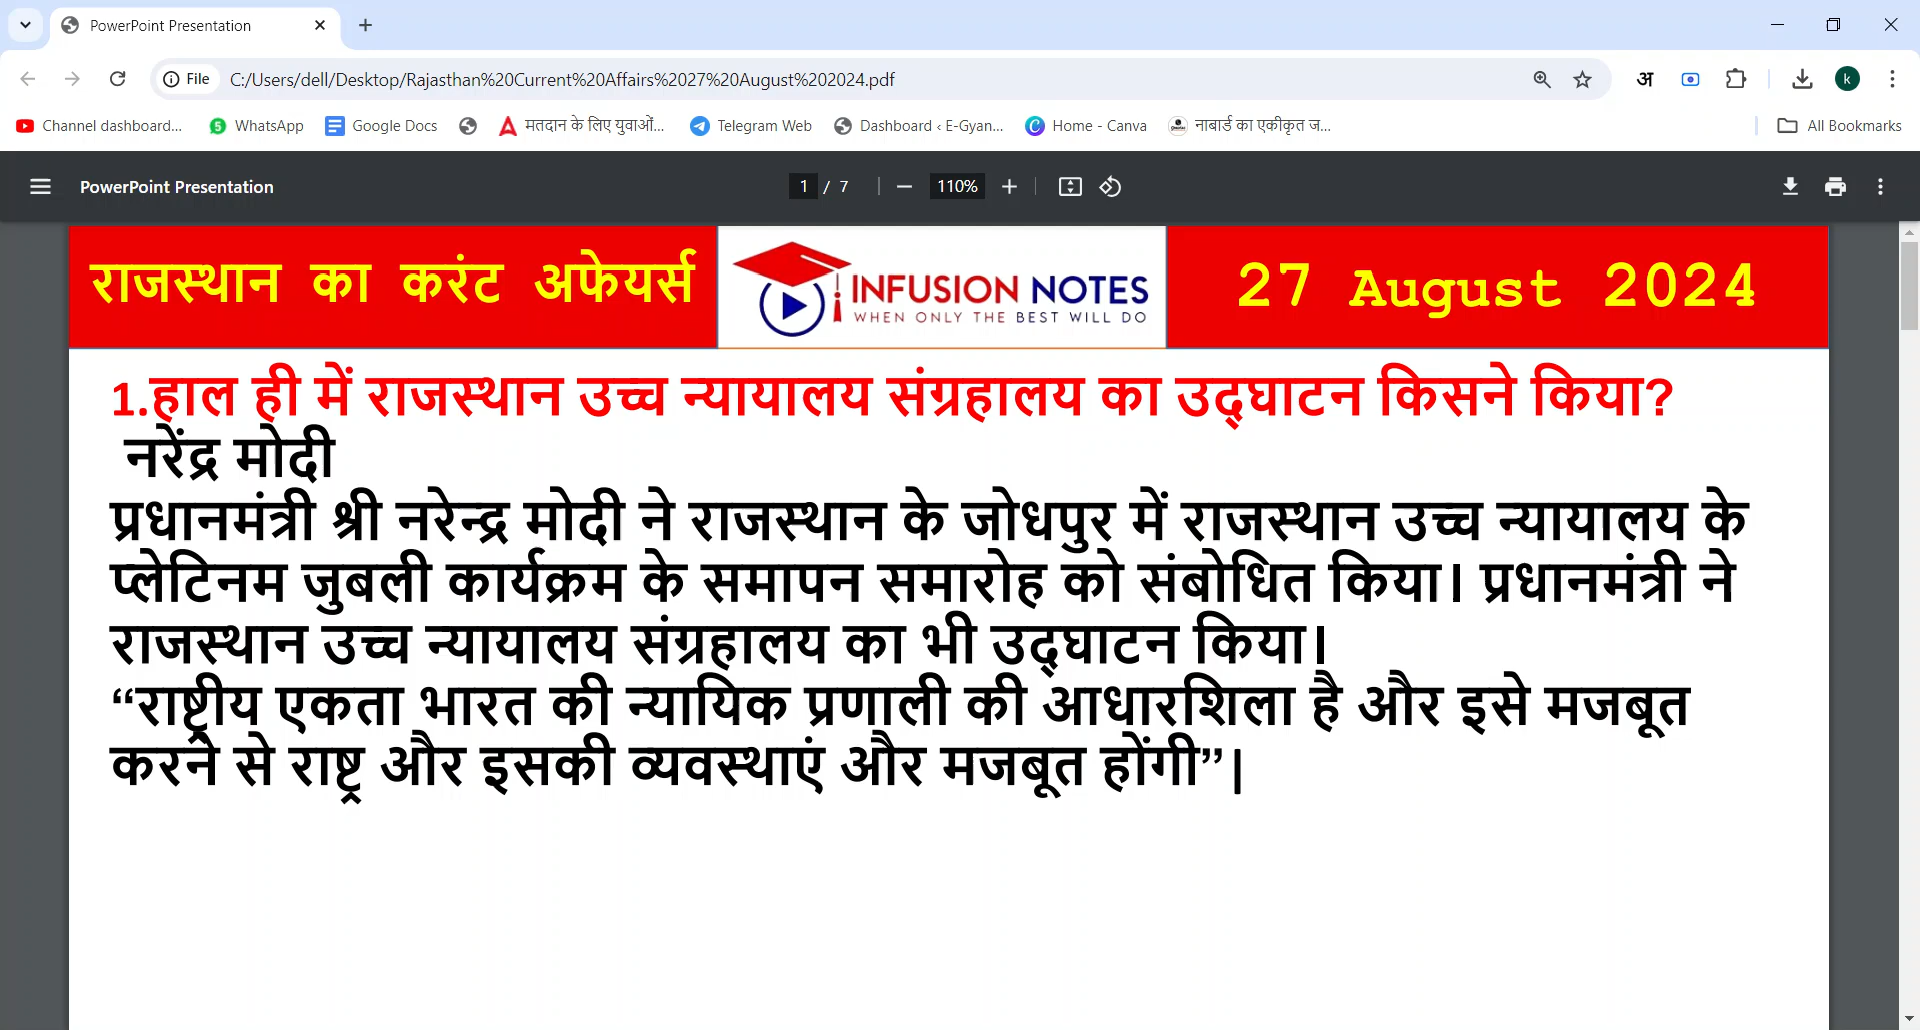 PowerPoint Presentation
File C:/Users/dell/Desktop/Rajasthan%20Current%20Affairs%2027%20August%202024.pdf अ k
Channel dashboard... WhatsApp Google Docs मतदान के लिए युवाओं... Telegram Web Dashboard ‹ E-Gyan... Home - Canva नाबार्ड का एकीकृत ज... All Bookmarks
PowerPoint Presentation 1 / 7 110%
राजस्थान का करंट अफेयर्स
INFUSION NOTES
WHEN ONLY THE BEST WILL DO
27 August 2024
1.हाल ही में राजस्थान उच्च न्यायालय संग्रहालय का उद्घाटन किसने किया?
नरेंद्र मोदी
प्रधानमंत्री श्री नरेन्द्र मोदी ने राजस्थान के जोधपुर में राजस्थान उच्च न्यायालय के
प्लेटिनम जुबली कार्यक्रम के समापन समारोह को संबोधित किया। प्रधानमंत्री ने
राजस्थान उच्च न्यायालय संग्रहालय का भी उद्घाटन किया।
“राष्ट्रीय एकता भारत की न्यायिक प्रणाली की आधारशिला है और इसे मजबूत
करने से राष्ट्र और इसकी व्यवस्थाएं और मजबूत होंगी”|